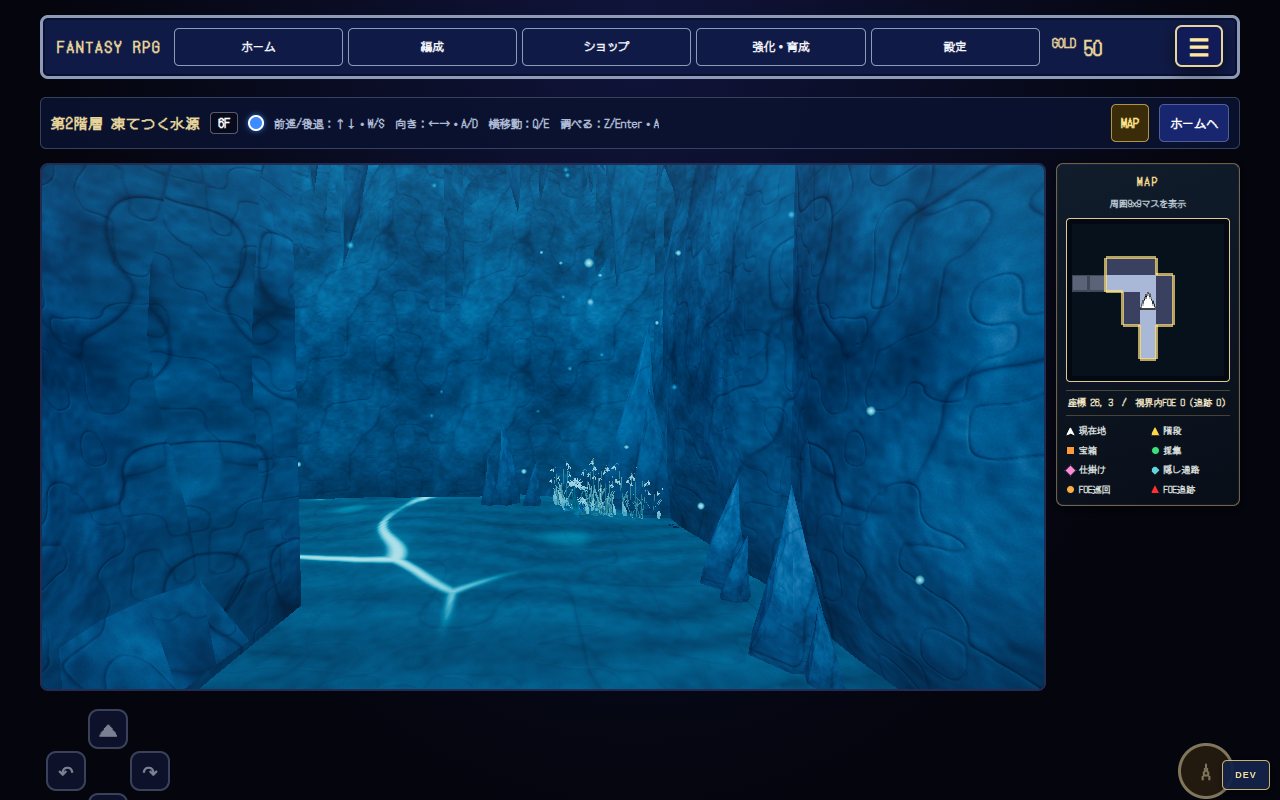 FANTASY RPG
ホーム
編成
ショップ
強化・育成
設定
GOLD 50
第2階層 凍てつく水源
6F
前進/後退：↑↓・W/S 向き：←→・A/D 横移動：Q/E 調べる：Z/Enter・A
MAP
ホームへ
MAP
周囲9x9マスを表示
座標 26, 3 / 視界内FOE 0 (追跡 0)
現在地
階段
宝箱
採集
仕掛け
隠し通路
FOE巡回
FOE追跡
A
DEV